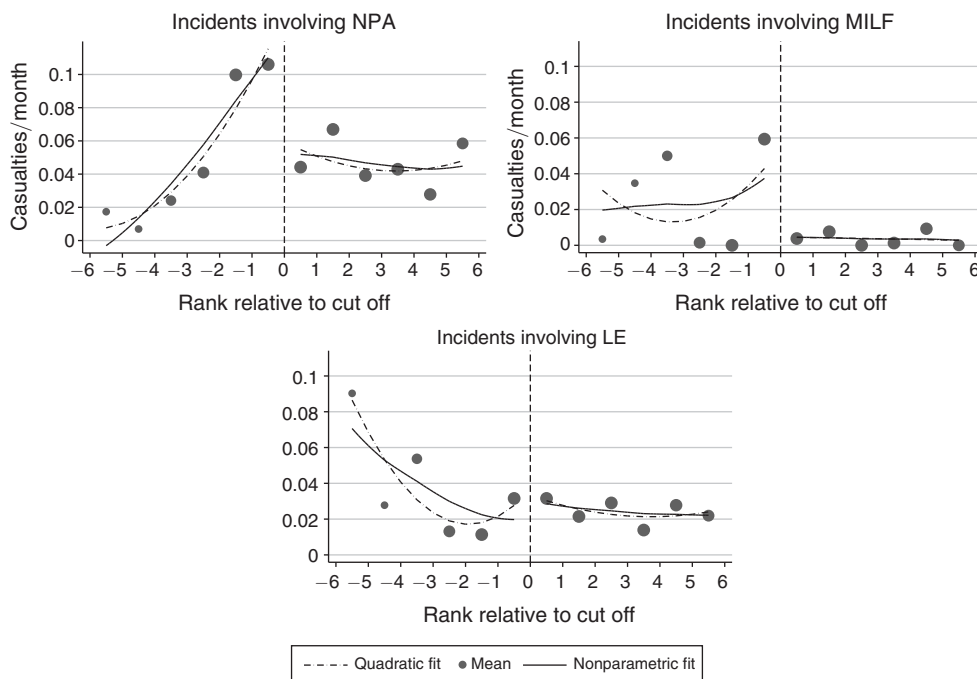 Incidents involving NPA
Casualties/month
0.1
0.08
0.06
0.04
0.02
0
−6 −5 −4 −3 −2 −1 0 1 2 3 4 5 6
Rank relative to cut off
Incidents involving MILF
Casualties/month
0.1
0.08
0.06
0.04
0.02
0
−6 −5 −4 −3 −2 −1 0 1 2 3 4 5 6
Rank relative to cut off
Incidents involving LE
0.1
0.08
0.06
0.04
0.02
0
−6 −5 −4 −3 −2 −1 0 1 2 3 4 5 6
Rank relative to cut off
Quadratic fit Mean Nonparametric fit